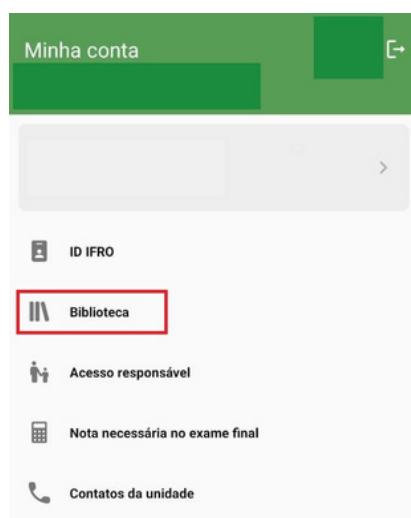 Minha conta
ID IFRO
Biblioteca
Acesso responsável
Nota necessária no exame final
Contatos da unidade